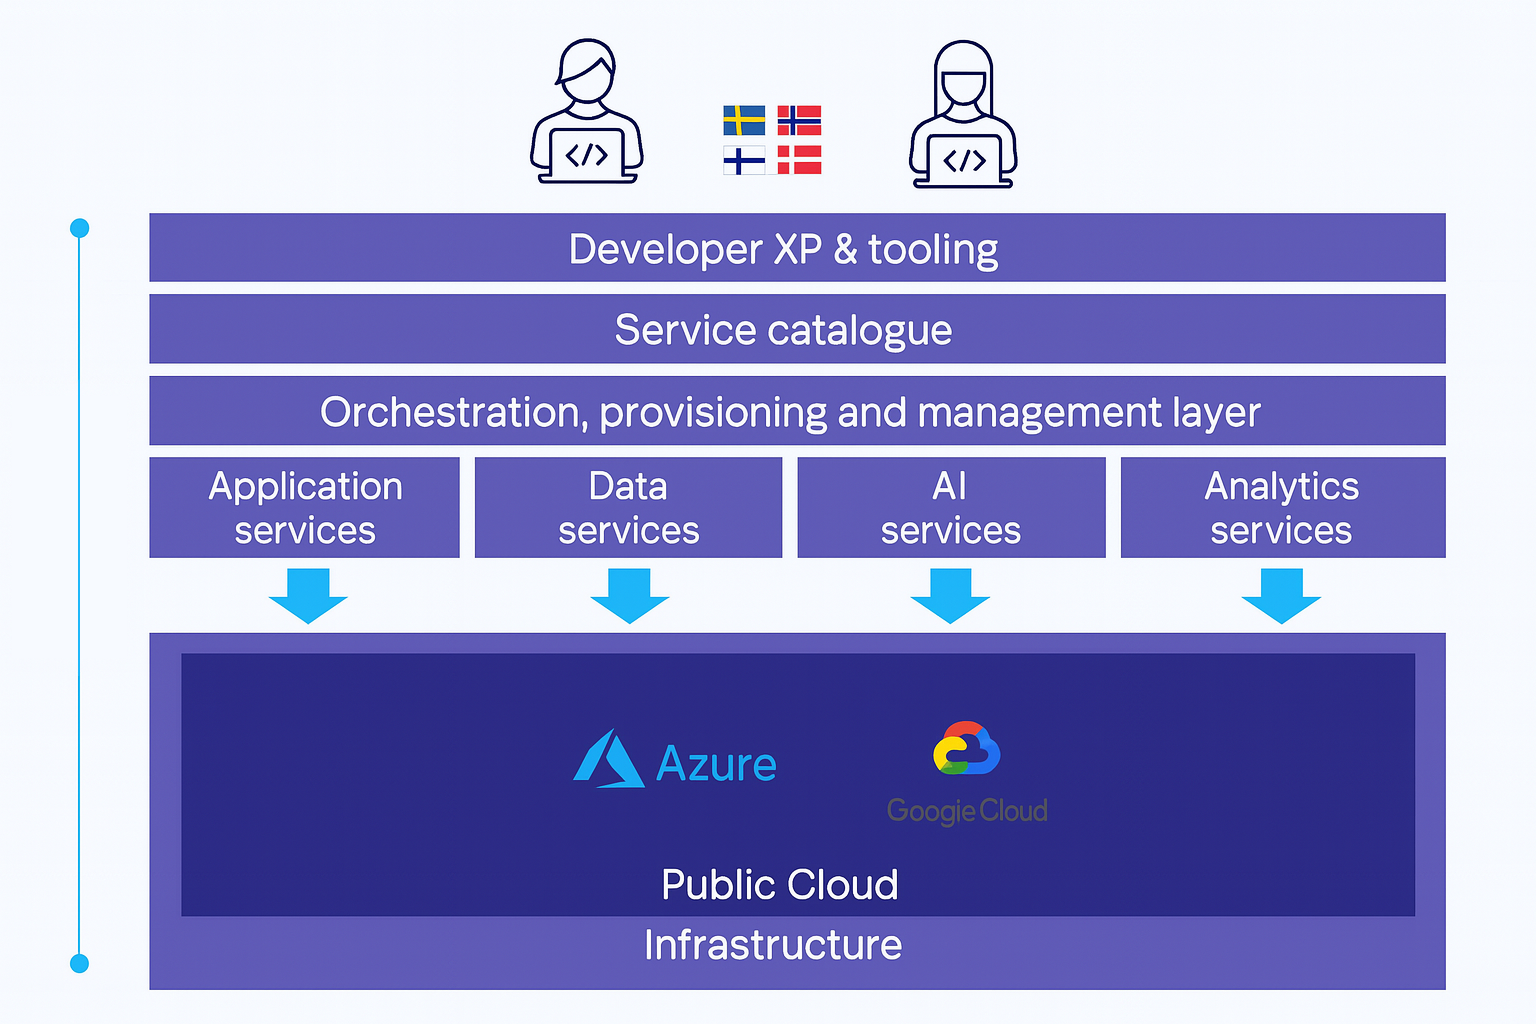 </>
</>
Developer XP & tooling
Service catalogue
Orchestration, provisioning and management layer
Application
services
Data
services
AI
services
Analytics
services
Azure
Googie Cloud
Public Cloud
Infrastructure